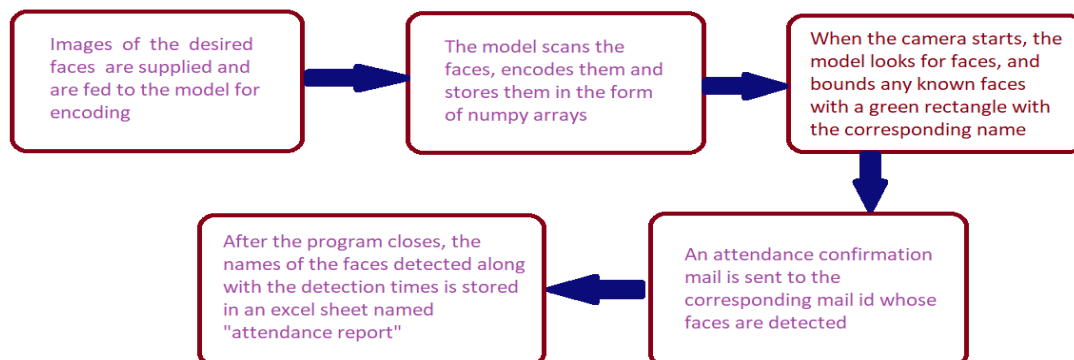 Images of the desired
faces are supplied and
are fed to the model for
encoding
The model scans the
faces, encodes them and
stores them in the form
of numpy arrays
When the camera starts, the
model looks for faces, and
bounds any known faces
with a green rectangle with
the corresponding name
An attendance confirmation
mail is sent to the
corresponding mail id whose
faces are detected
After the program closes, the
names of the faces detected along
with the detection times is stored
in an excel sheet named
"attendance report"